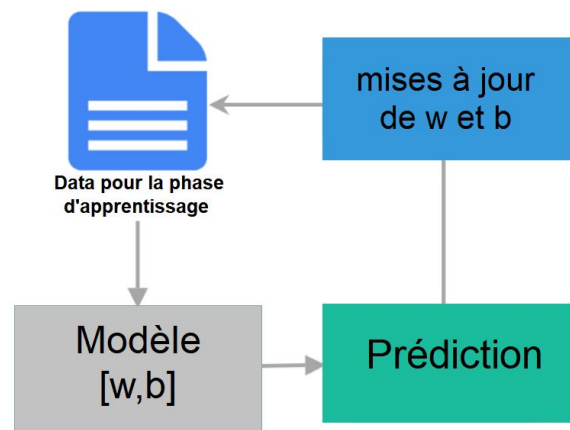 mises à jour
de w et b
Data pour la phase
d'apprentissage
Modèle
[w,b]
Prédiction